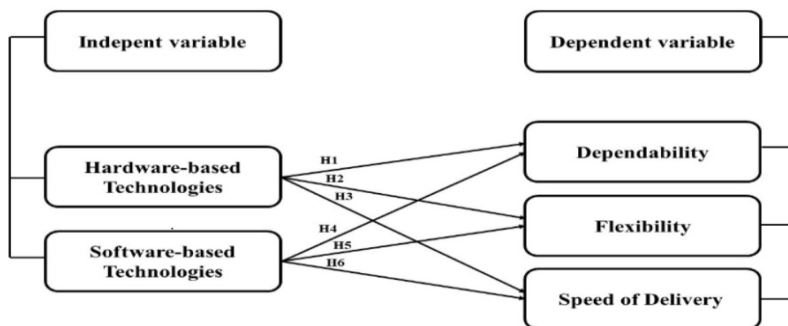 Indepent variable
Dependent variable
Hardware-based
Technologies
H1
H2
H3
Dependability
Software-based
Technologies
H4
H5
H6
Flexibility
Speed of Delivery